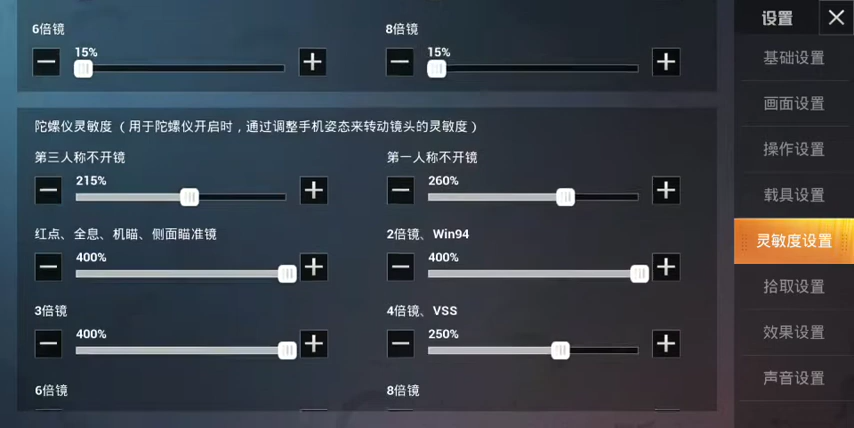 设置
6倍镜 8倍镜
15% 15%
基础设置
画面设置
陀螺仪灵敏度（用于陀螺仪开启时，通过调整手机姿态来转动镜头的灵敏度）
操作设置
第三人称不开镜 第一人称不开镜
215% 260%
载具设置
红点、全息、机瞄、侧面瞄准镜 2倍镜、Win94
灵敏度设置
400% 400%
拾取设置
3倍镜 4倍镜、VSS
400% 250%
效果设置
声音设置
6倍镜 8倍镜